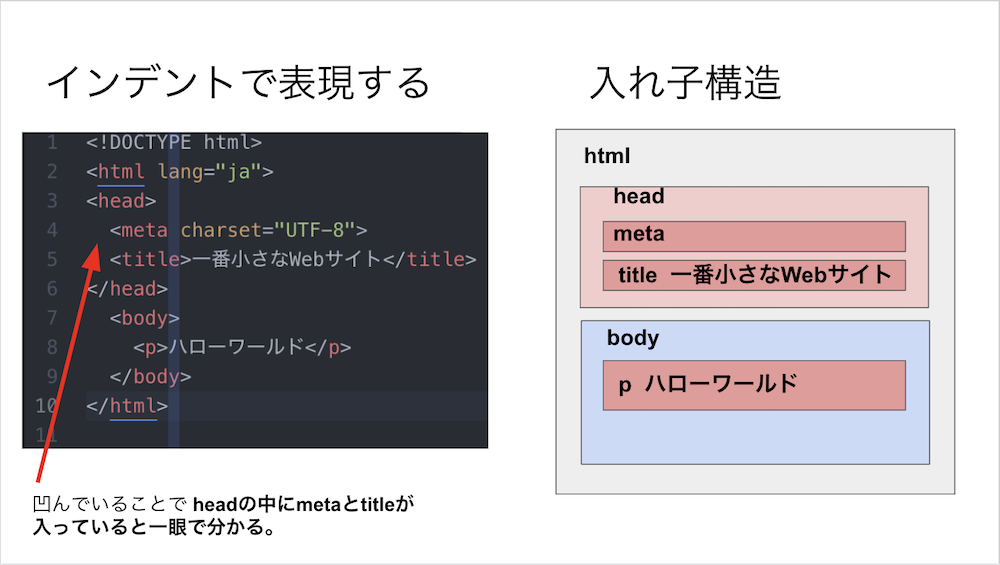 インデントで表現する
1 <!DOCTYPE html>
2 <html lang="ja">
3 <head>
4 <meta charset="UTF-8">
5 <title>一番小さなWebサイト</title>
6 </head>
7 <body>
8 <p>ハローワールド</p>
9 </body>
10 </html>
11
凹んでいることで headの中にmetaとtitleが
入っていると一眼で分かる。
入れ子構造
html
head
meta
title 一番小さなWebサイト
body
p ハローワールド